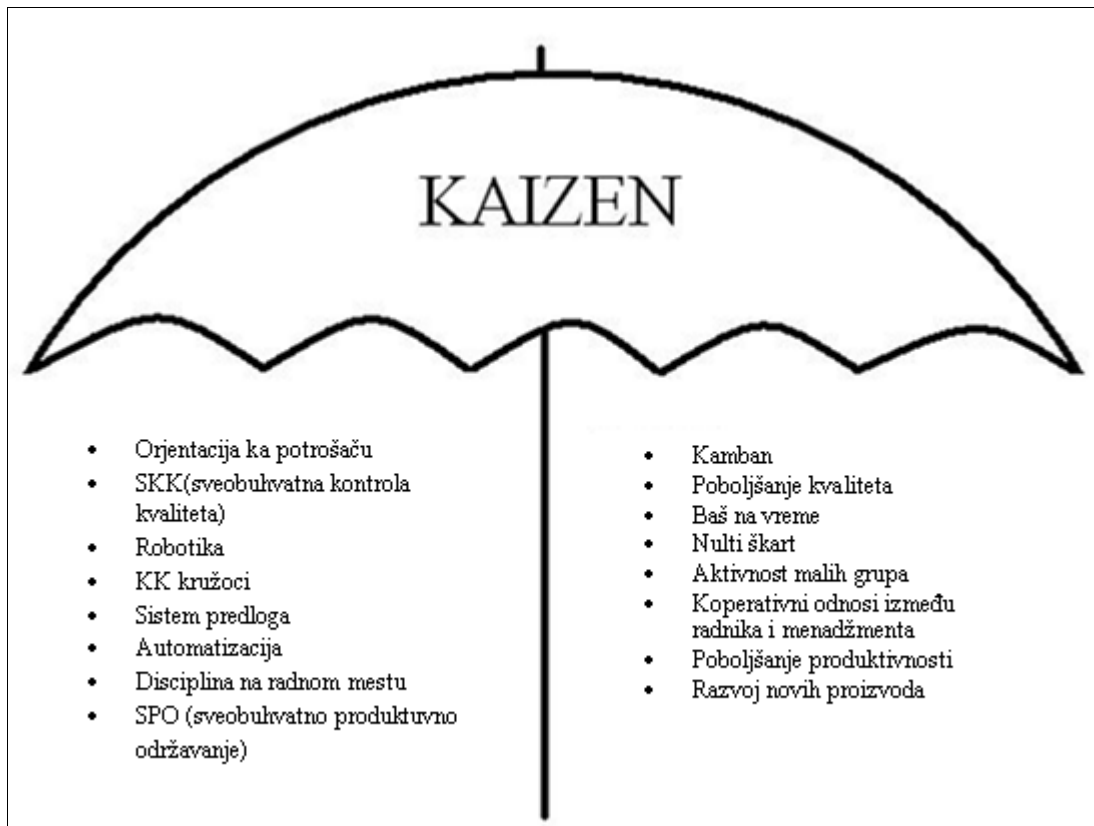 KAIZEN
• Orjentacija ka potrošaču
• SKK(sveobuhvatna kontrola
kvaliteta)
• Robotika
• KK kružoci
• Sistem predloga
• Automatizacija
• Disciplina na radnom mestu
• SPO (sveobuhvatno produktuvno
održavanje)
• Kamban
• Poboljšanje kvaliteta
• Baš na vreme
• Nulti škart
• Aktivnost malih grupa
• Koperativni odnosi između
radnika i menadžmenta
• Poboljšanje produktivnosti
• Razvoj novih proizvoda